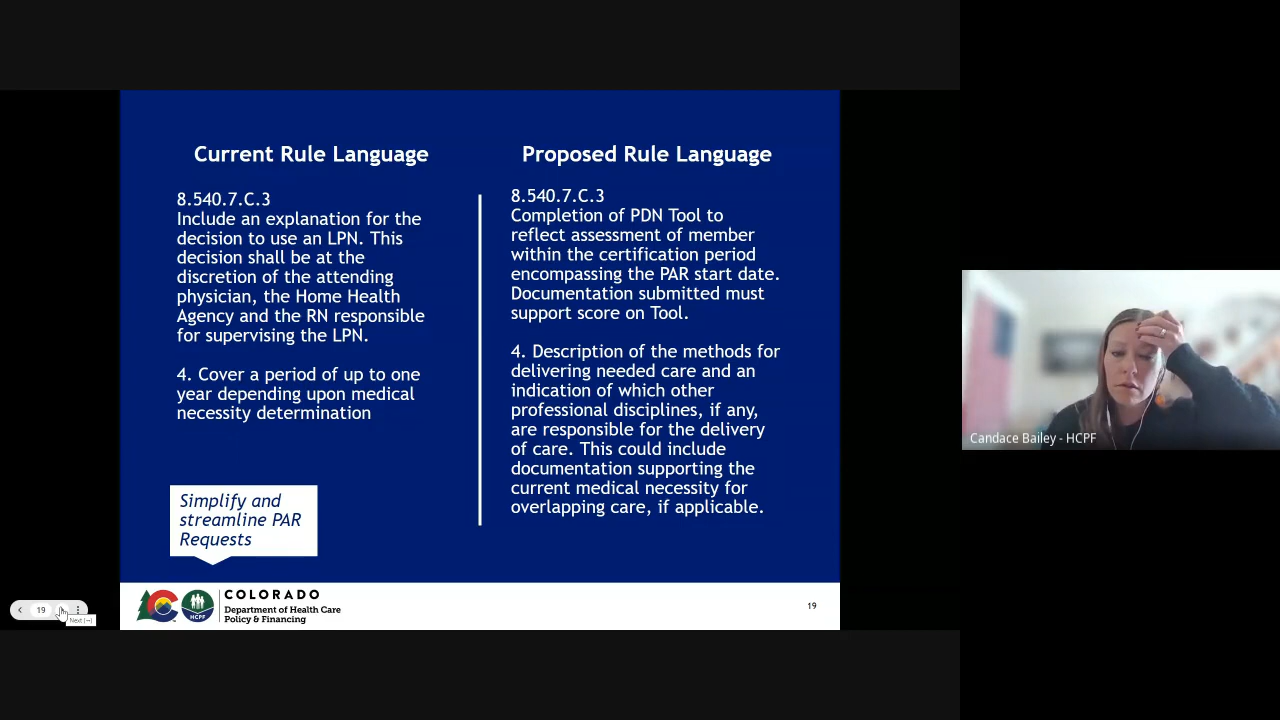 Current Rule Language
8.540.7.C.3
Include an explanation for the
decision to use an LPN. This
decision shall be at the
discretion of the attending
physician, the Home Health
Agency and the RN responsible
for supervising the LPN.
4. Cover a period of up to one
year depending upon medical
necessity determination
Simplify and
streamline PAR
Requests
Proposed Rule Language
8.540.7.C.3
Completion of PDN Tool to
reflect assessment of member
within the certification period
encompassing the PAR start date.
Documentation submitted must
support score on Tool.
4. Description of the methods for
delivering needed care and an
indication of which other
professional disciplines, if any,
are responsible for the delivery
of care. This could include
documentation supporting the
current medical necessity for
overlapping care, if applicable.
HCPF
COLORADO
Department of Health Care
Policy & Financing
19
19
Next (→)
Candace Bailey - HCPF